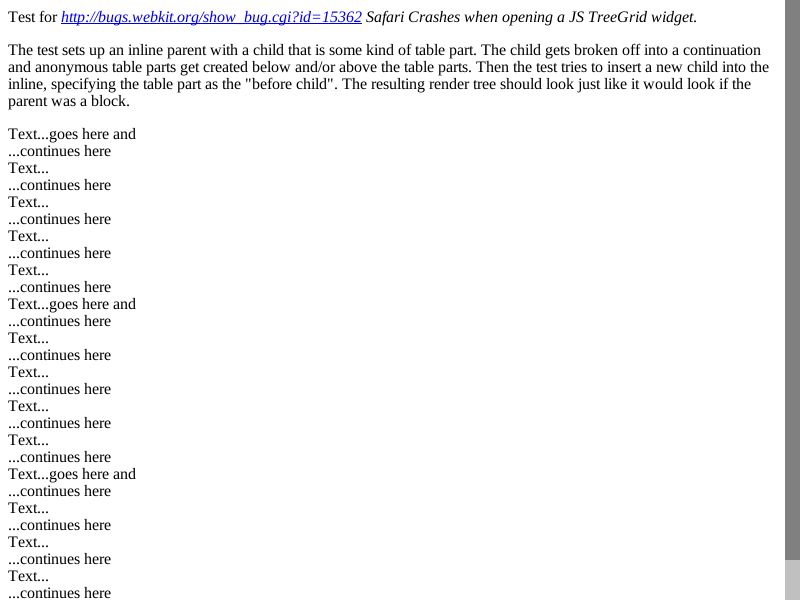 Test for http://bugs.webkit.org/show_bug.cgi?id=15362 Safari Crashes when opening a JS TreeGrid widget.
The test sets up an inline parent with a child that is some kind of table part. The child gets broken off into a continuation
and anonymous table parts get created below and/or above the table parts. Then the test tries to insert a new child into the
inline, specifying the table part as the "before child". The resulting render tree should look just like it would look if the
parent was a block.
Text...goes here and
...continues here
Text...
...continues here
Text...
...continues here
Text...
...continues here
Text...
...continues here
Text...goes here and
...continues here
Text...
...continues here
Text...
...continues here
Text...
...continues here
Text...
...continues here
Text...goes here and
...continues here
Text...
...continues here
Text...
...continues here
Text...
...continues here